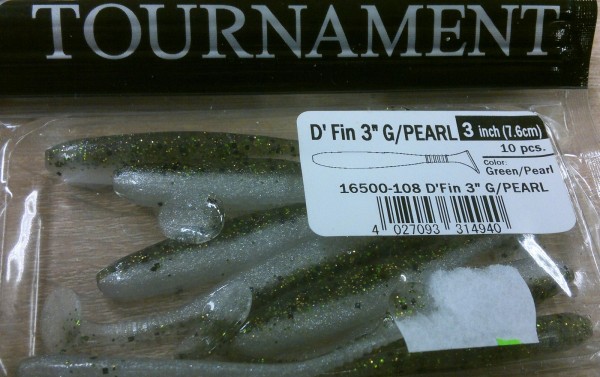 TOURNAMENT
D' Fin 3" G/PEARL 3 inch (7.6cm)
10 pcs.
Color:
Green/Pearl
16500-108 D'Fin 3" G/PEARL
4 027093 314940